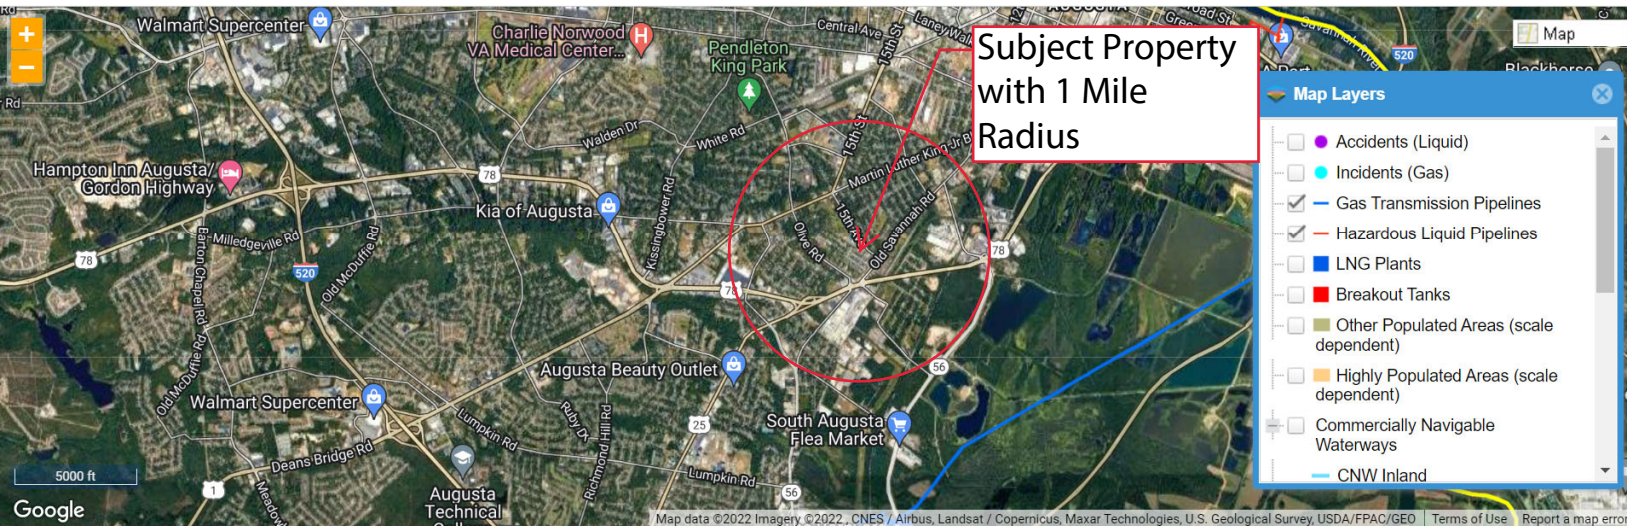 Walmart Supercenter
Charlie Norwood
VA Medical Center...
Pendleton
King Park
Central Ave
15th St
Subject Property
with 1 Mile
Radius
520
Map
+
−
Map Layers
Accidents (Liquid)
Incidents (Gas)
Gas Transmission Pipelines
Hazardous Liquid Pipelines
LNG Plants
Breakout Tanks
Other Populated Areas (scale
dependent)
Highly Populated Areas (scale
dependent)
Commercially Navigable
Waterways
CNW Inland
Rd
Walden Dr
White Rd
15th St
Martin Luther King Jr B
Hampton Inn Augusta/
Gordon Highway
78
Kia of Augusta
Kissingbower Rd
15th Ave
Olive Rd
Old Savannah Rd
78
Milledgeville Rd
Barton Chapel Rd
Old McDuffie Rd
78
520
78
Old McDuffie Rd
Augusta Beauty Outlet
56
Walmart Supercenter
Ruby Dr
Richmond Hill Rd
25
South Augusta
Flea Market
Lumpkin Rd
Deans Bridge Rd
5000 ft
1
Lumpkin Rd
56
Augusta
Technical
Google
Map data ©2022 Imagery ©2022 , CNES / Airbus, Landsat / Copernicus, Maxar Technologies, U.S. Geological Survey, USDA/FPAC/GEO
Terms of Use
Report a map error